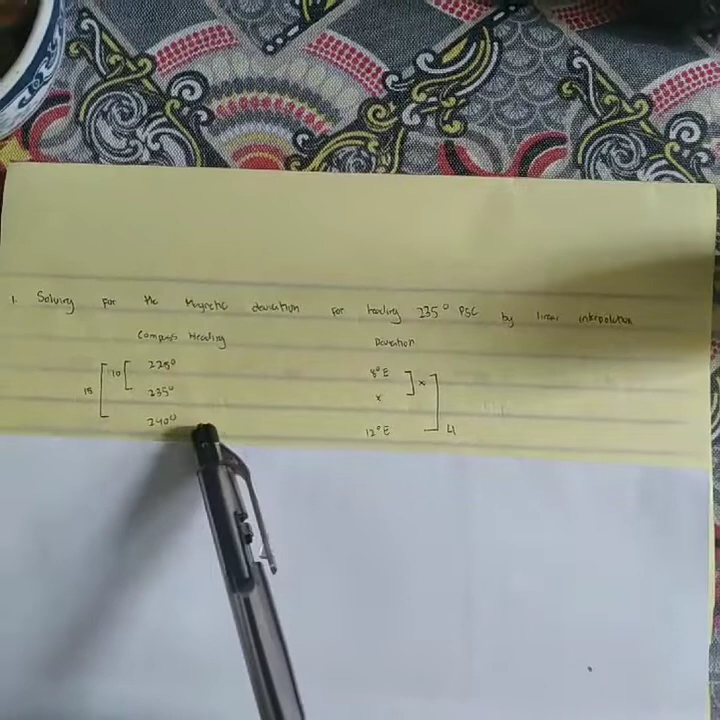 1. Solving for the Magnetic deviation for heading 235° PSC by linear interpolation
Compass Heading Deviation
15 10 225° 8°E x
235° x
240° 12°E 4